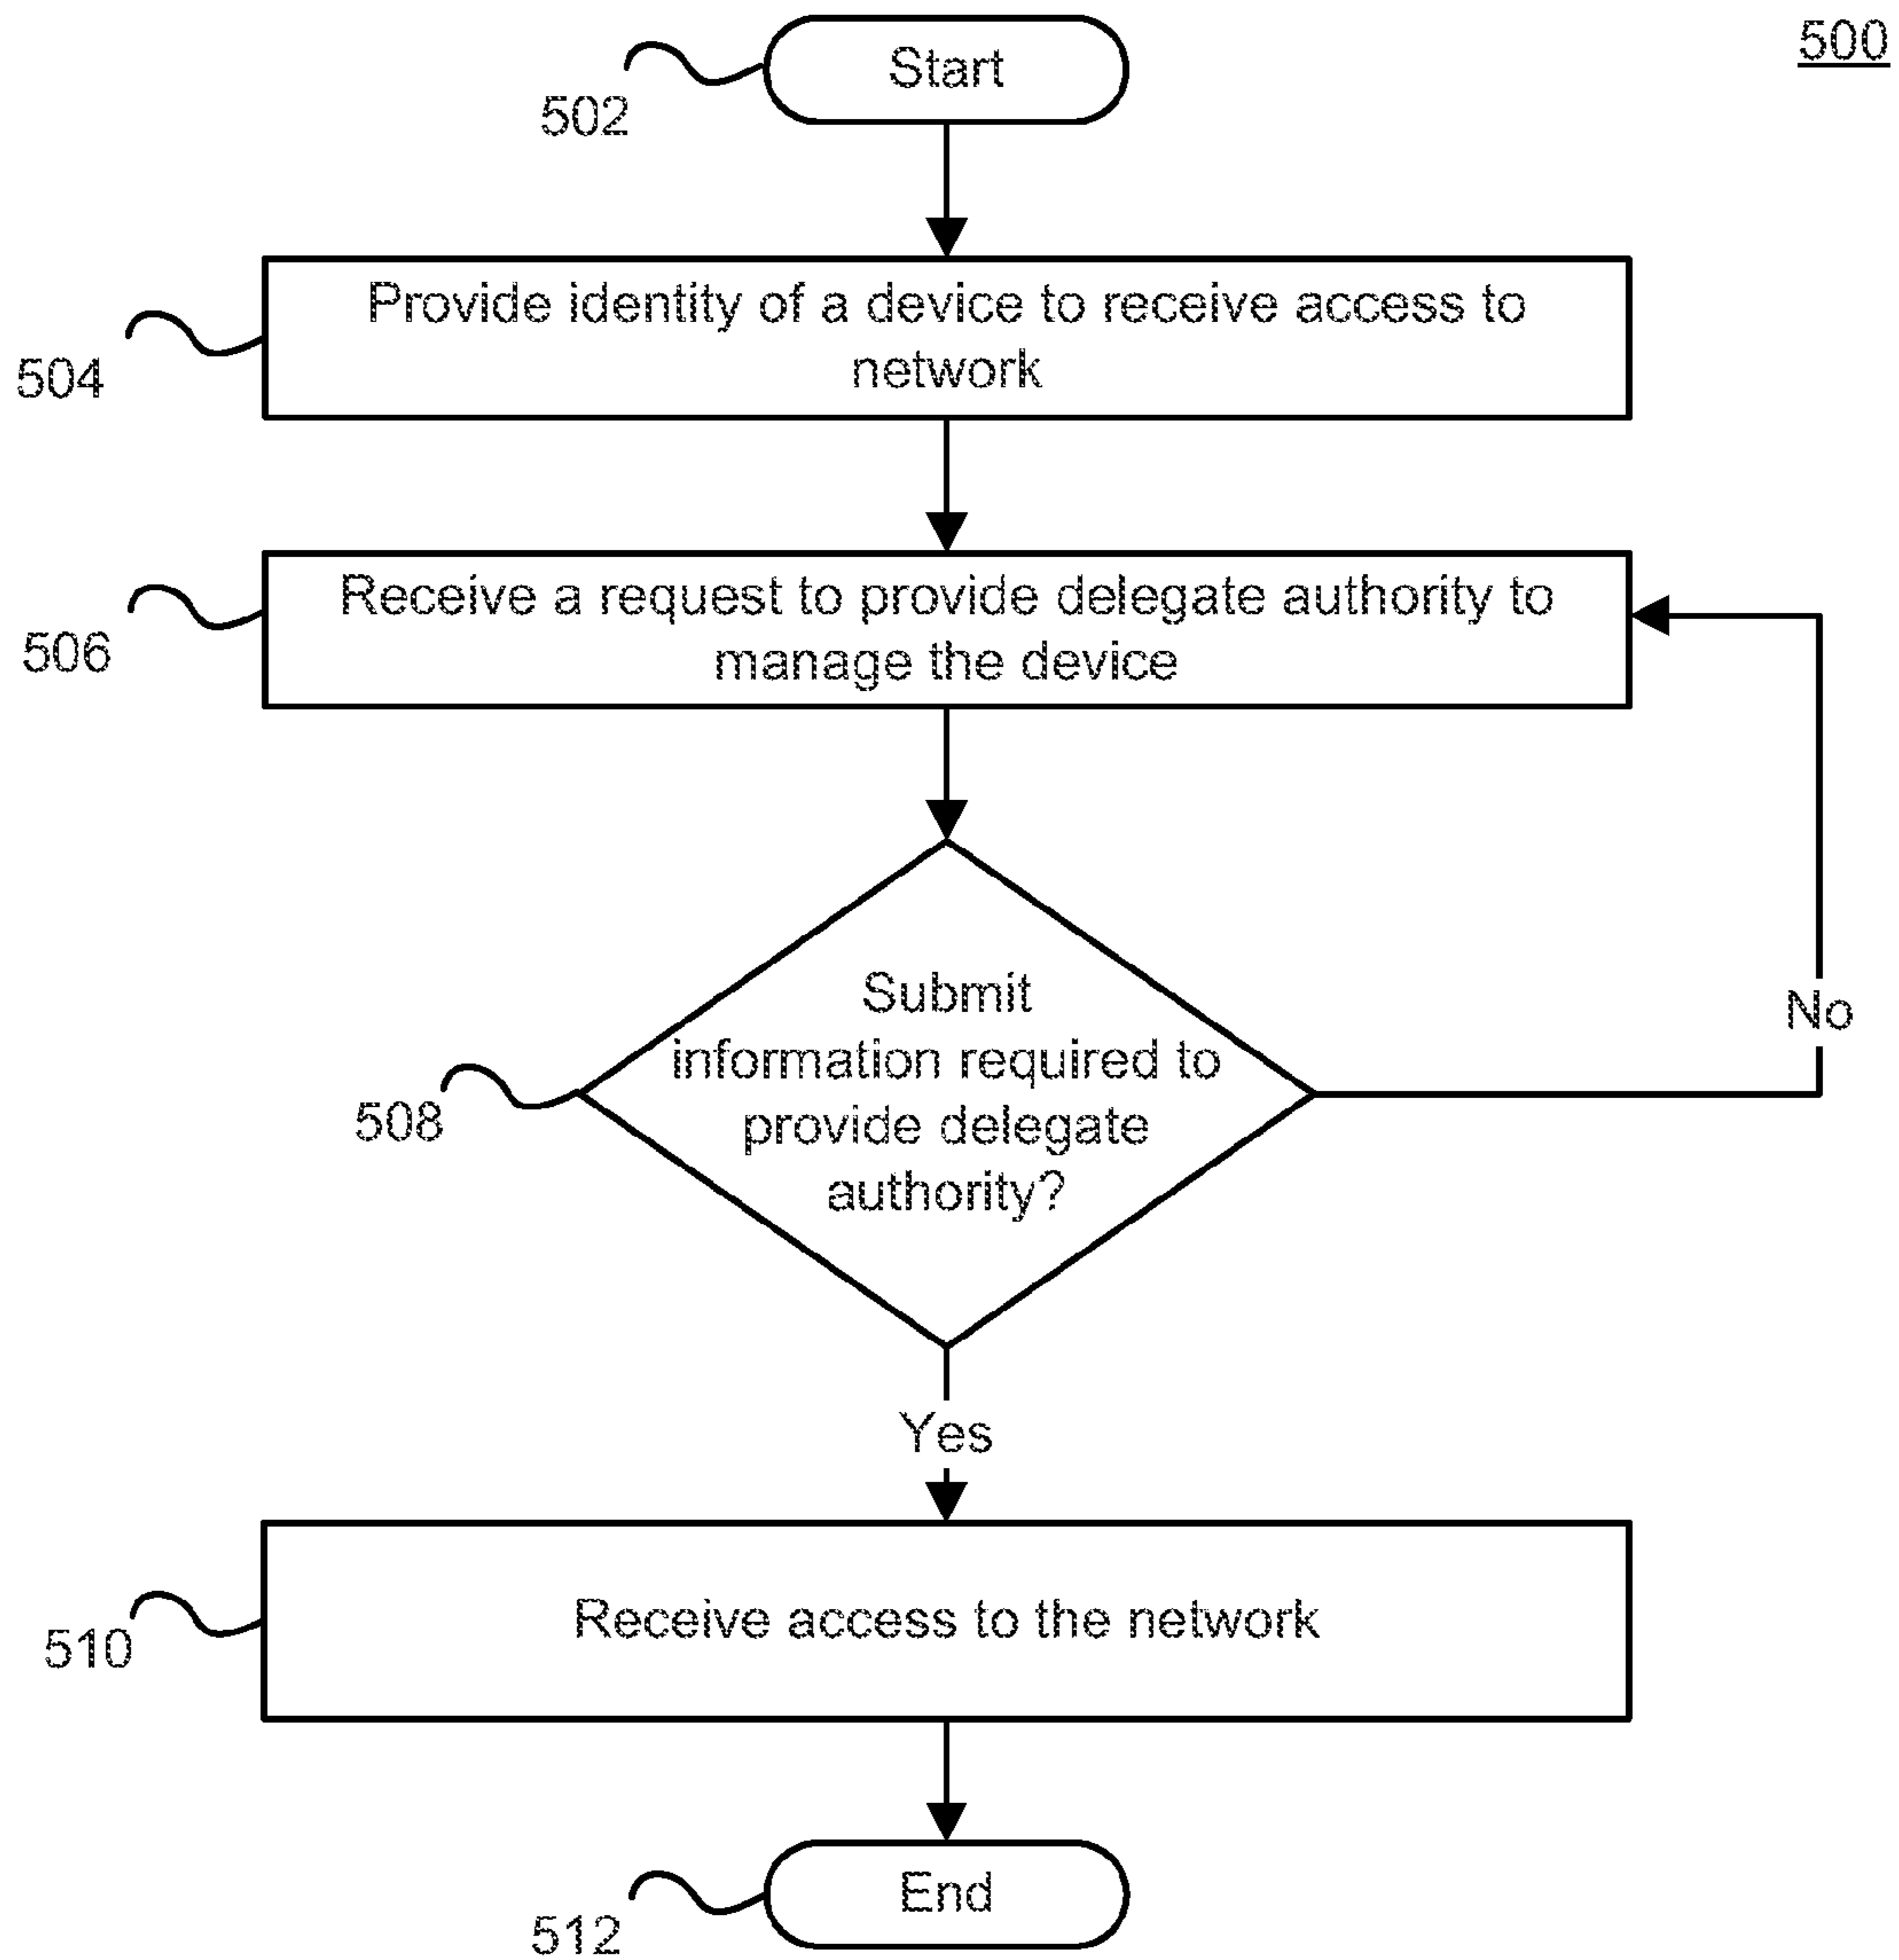 500
Start
502
Provide identity of a device to receive access to
network
504
Receive a request to provide delegate authority to
manage the device
506
Submit
information required to
provide delegate
authority?
No
508
Yes
Receive access to the network
510
End
512